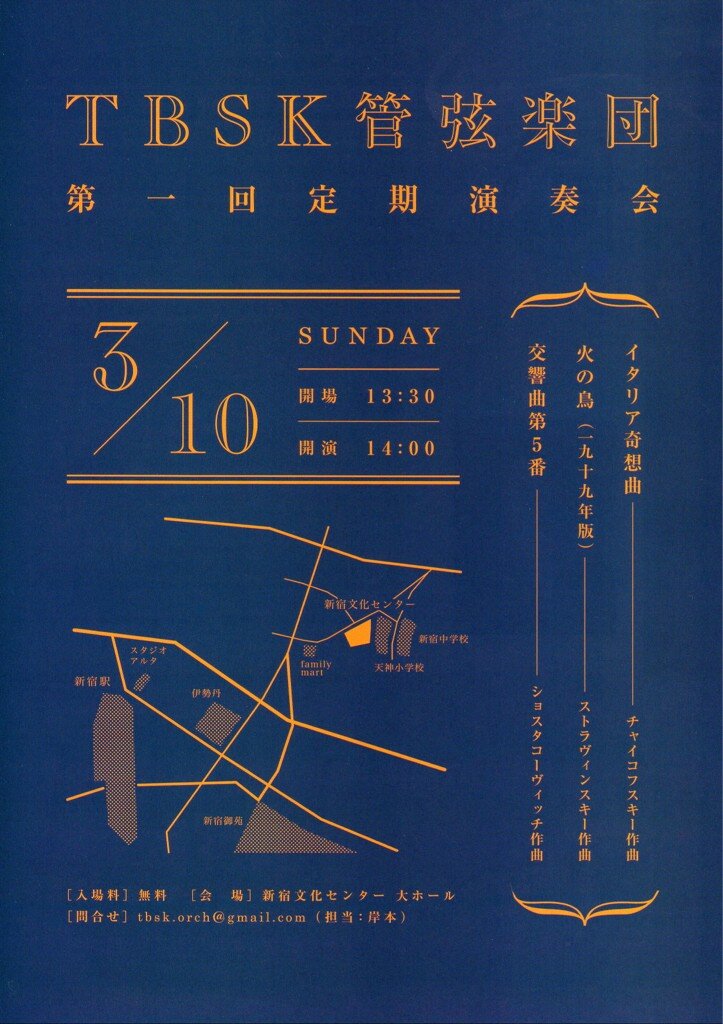 TBSK管弦楽団
第一回定期演奏会
3/10
SUNDAY
開場 13:30
開演 14:00
イタリア奇想曲 チャイコフスキー作曲
火の鳥（一九十九年版） ストラヴィンスキー作曲
交響曲第5番 ショスタコーヴィッチ作曲
新宿文化センター
新宿中学校
天神小学校
family
mart
スタジオ
アルタ
新宿駅
伊勢丹
新宿御苑
［入場料］無料 ［会 場］新宿文化センター 大ホール
［問合せ］tbsk.orch@gmail.com（担当：岸本）